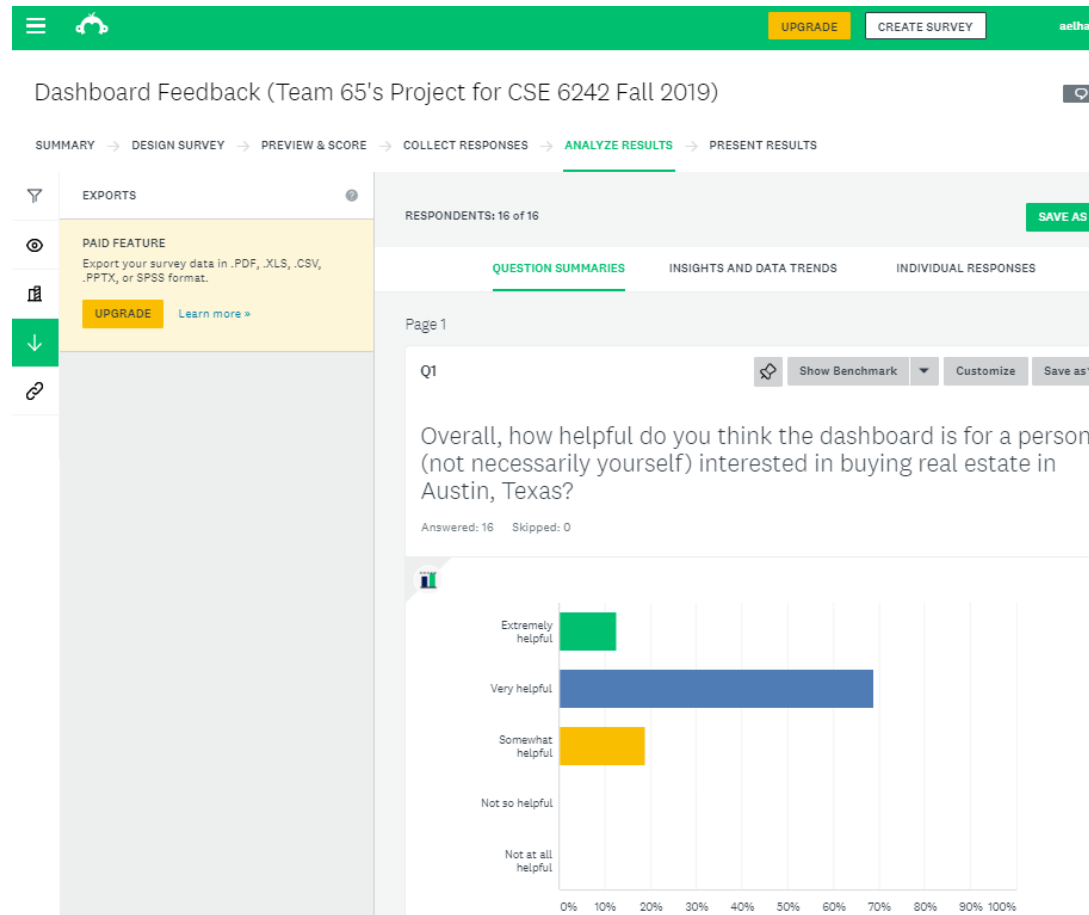 UPGRADE
CREATE SURVEY
aelha
Dashboard Feedback (Team 65's Project for CSE 6242 Fall 2019)
SUMMARY → DESIGN SURVEY → PREVIEW & SCORE → COLLECT RESPONSES → ANALYZE RESULTS → PRESENT RESULTS
EXPORTS
PAID FEATURE
Export your survey data in .PDF, .XLS, .CSV,
.PPTX, or SPSS format.
UPGRADE
Learn more »
RESPONDENTS: 16 of 16
SAVE AS
QUESTION SUMMARIES
INSIGHTS AND DATA TRENDS
INDIVIDUAL RESPONSES
Page 1
Q1
Show Benchmark
Customize
Save as
Overall, how helpful do you think the dashboard is for a person
(not necessarily yourself) interested in buying real estate in
Austin, Texas?
Answered: 16 Skipped: 0
Extremely
helpful
Very helpful
Somewhat
helpful
Not so helpful
Not at all
helpful
0% 10% 20% 30% 40% 50% 60% 70% 80% 90% 100%